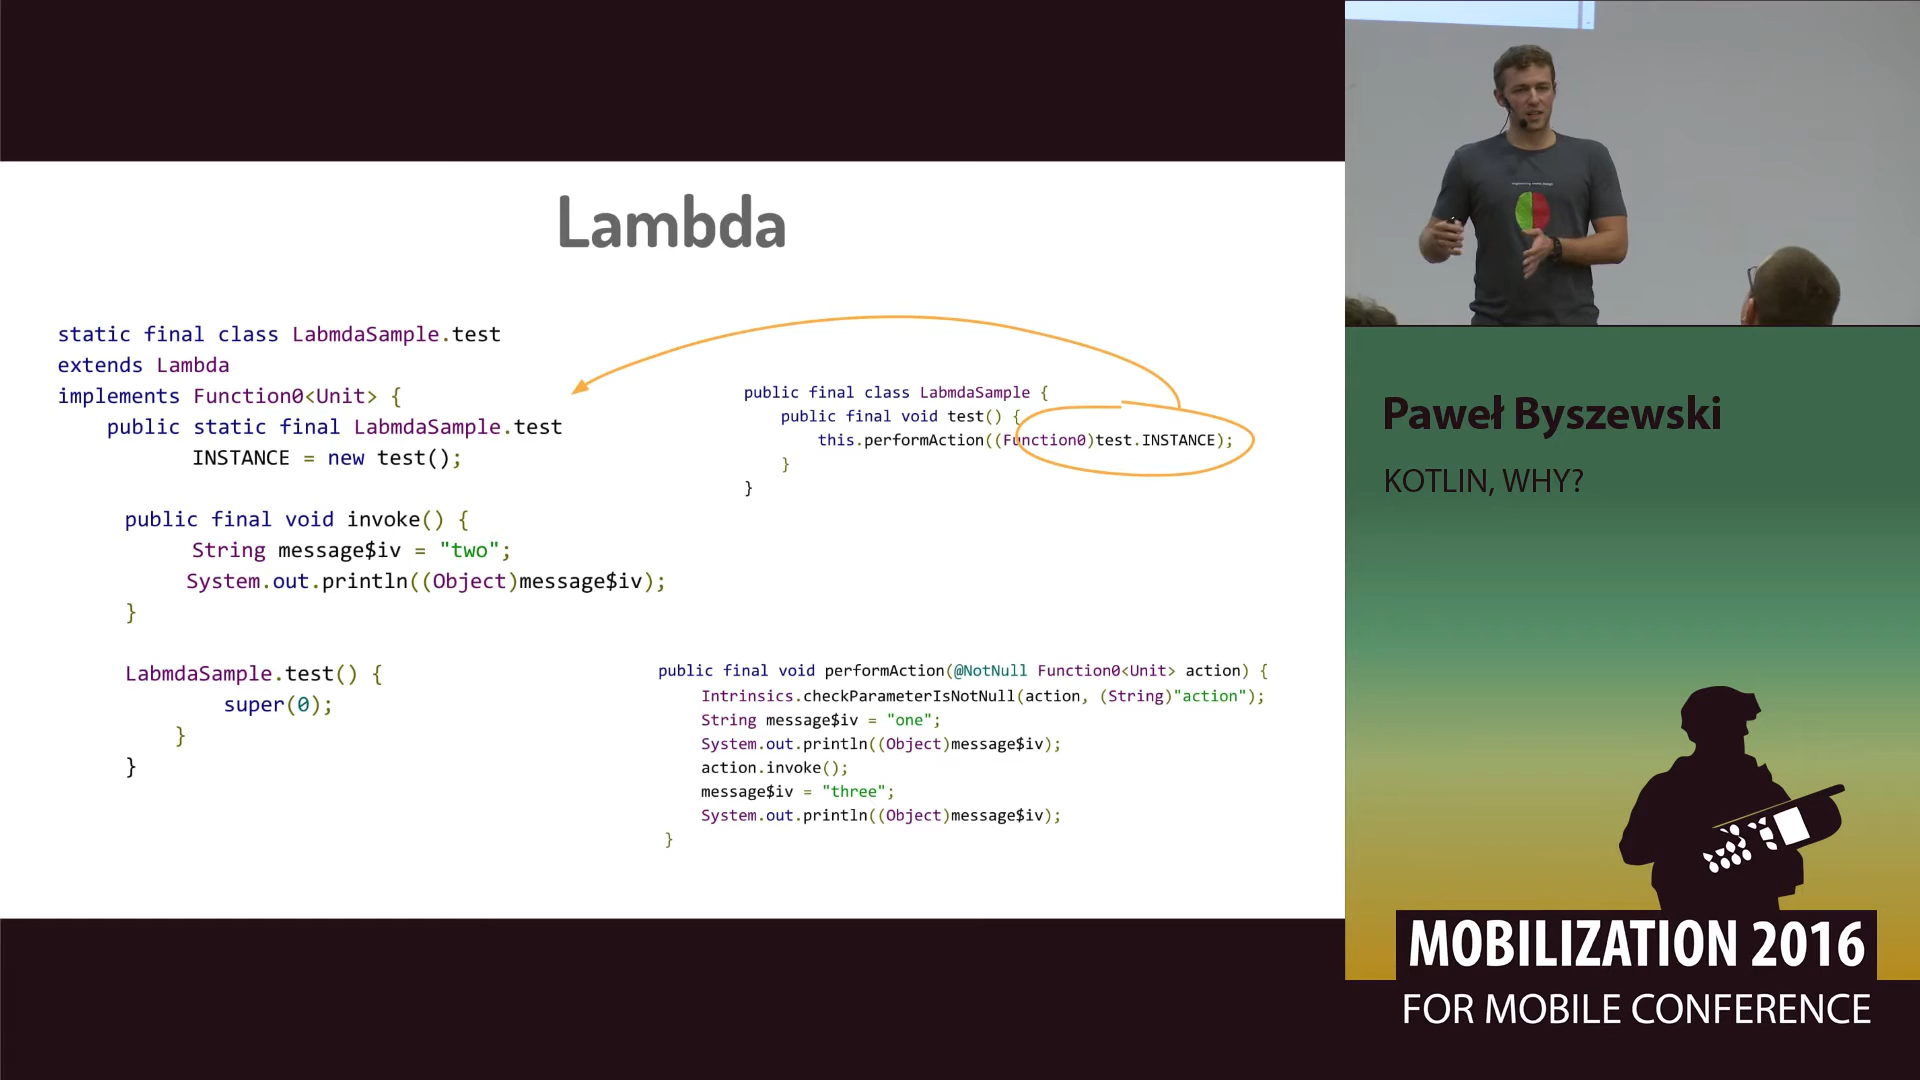 Lambda
static final class LabmdaSample.test
extends Lambda
implements Function0<Unit> {
public static final LabmdaSample.test
INSTANCE = new test();
public final void invoke() {
String message$iv = "two";
System.out.println((Object)message$iv);
}
LabmdaSample.test() {
super(0);
}
}
public final class LabmdaSample {
public final void test() {
this.performAction((Function0)test.INSTANCE);
}
}
public final void performAction(@NotNull Function0<Unit> action) {
Intrinsics.checkParameterIsNotNull(action, (String)"action");
String message$iv = "one";
System.out.println((Object)message$iv);
action.invoke();
message$iv = "three";
System.out.println((Object)message$iv);
}
Paweł Byszewski
KOTLIN, WHY?
MOBILIZATION 2016
FOR MOBILE CONFERENCE